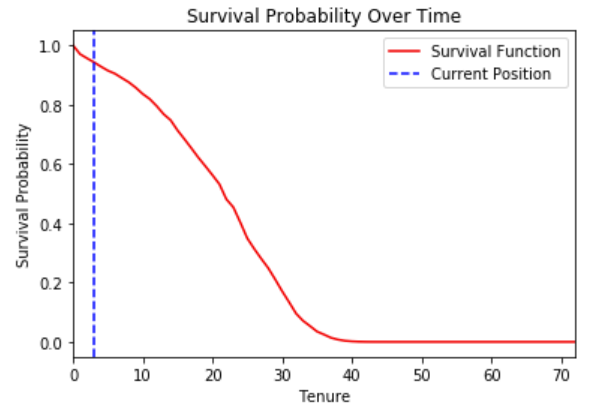 Survival Probability Over Time
Survival Function
Current Position
Survival Probability
1.0
0.8
0.6
0.4
0.2
0.0
0 10 20 30 40 50 60 70
Tenure